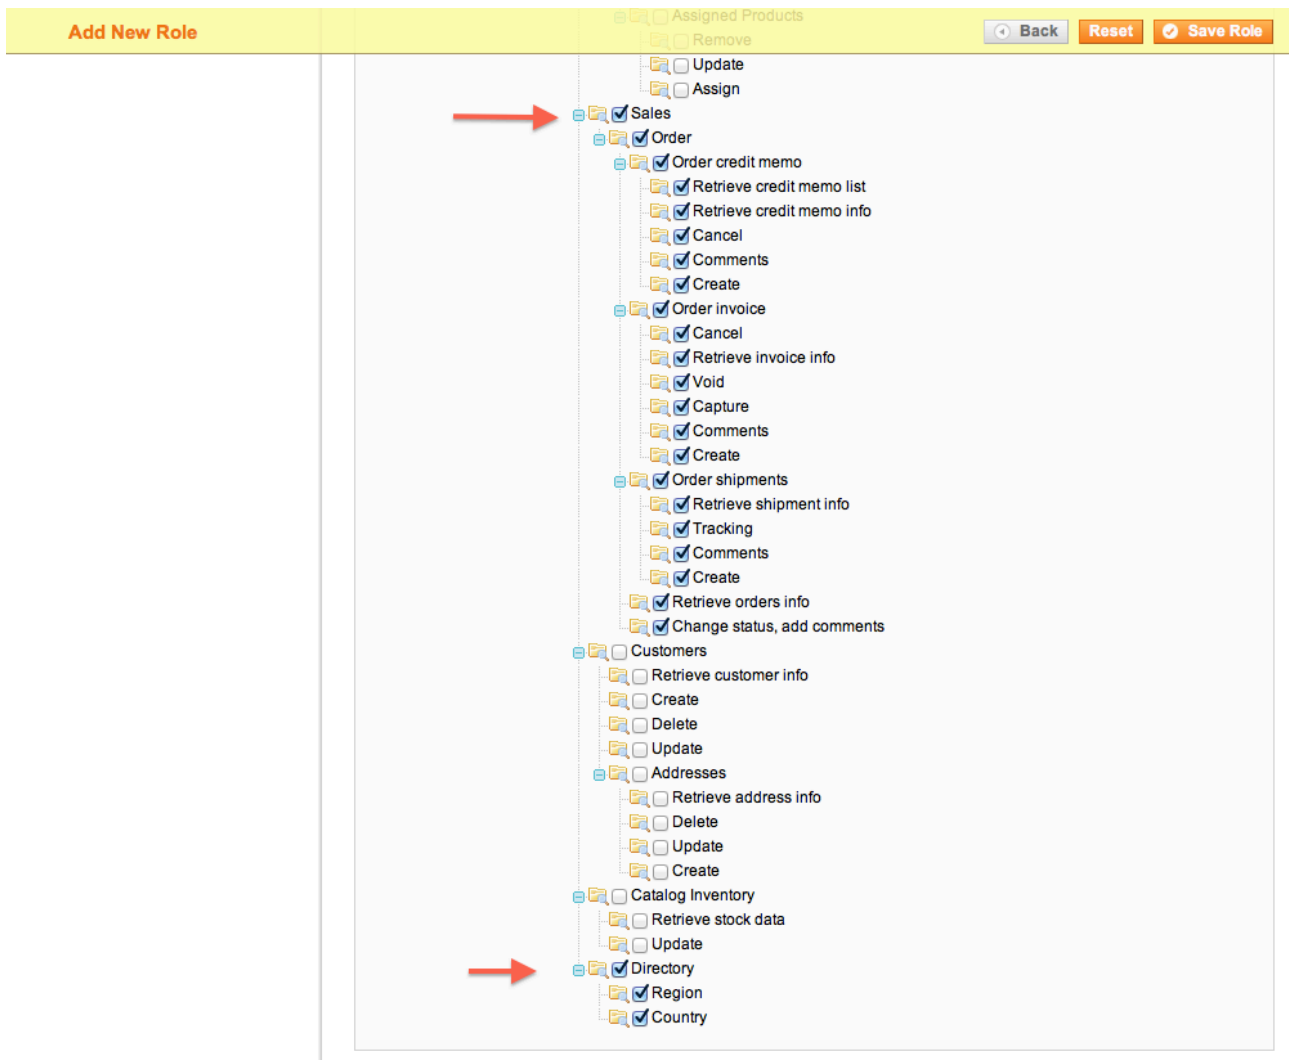 Assigned Products
Add New Role
Back
Reset
Save Role
Remove
Update
Assign
Sales
Order
Order credit memo
Retrieve credit memo list
Retrieve credit memo info
Cancel
Comments
Create
Order invoice
Cancel
Retrieve invoice info
Void
Capture
Comments
Create
Order shipments
Retrieve shipment info
Tracking
Comments
Create
Retrieve orders info
Change status, add comments
Customers
Retrieve customer info
Create
Delete
Update
Addresses
Retrieve address info
Delete
Update
Create
Catalog Inventory
Retrieve stock data
Update
Directory
Region
Country